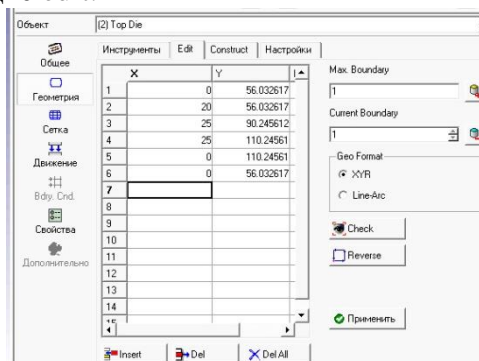 Объект
(2) Top Die
Общее
Геометрия
Сетка
Движение
Bdry. Cnd.
Свойства
Дополнительно
Инструменты Edit Construct Настройки
X Y
1 0 56.032617
2 20 56.032617
3 25 90.245612
4 25 110.24561
5 0 110.24561
6 0 56.032617
7
8
9
10
11
12
13
14
Insert Del Del All
Max. Boundary
1
Current Boundary
1
Geo Format
XYR
Line-Arc
Check
Reverse
Применить